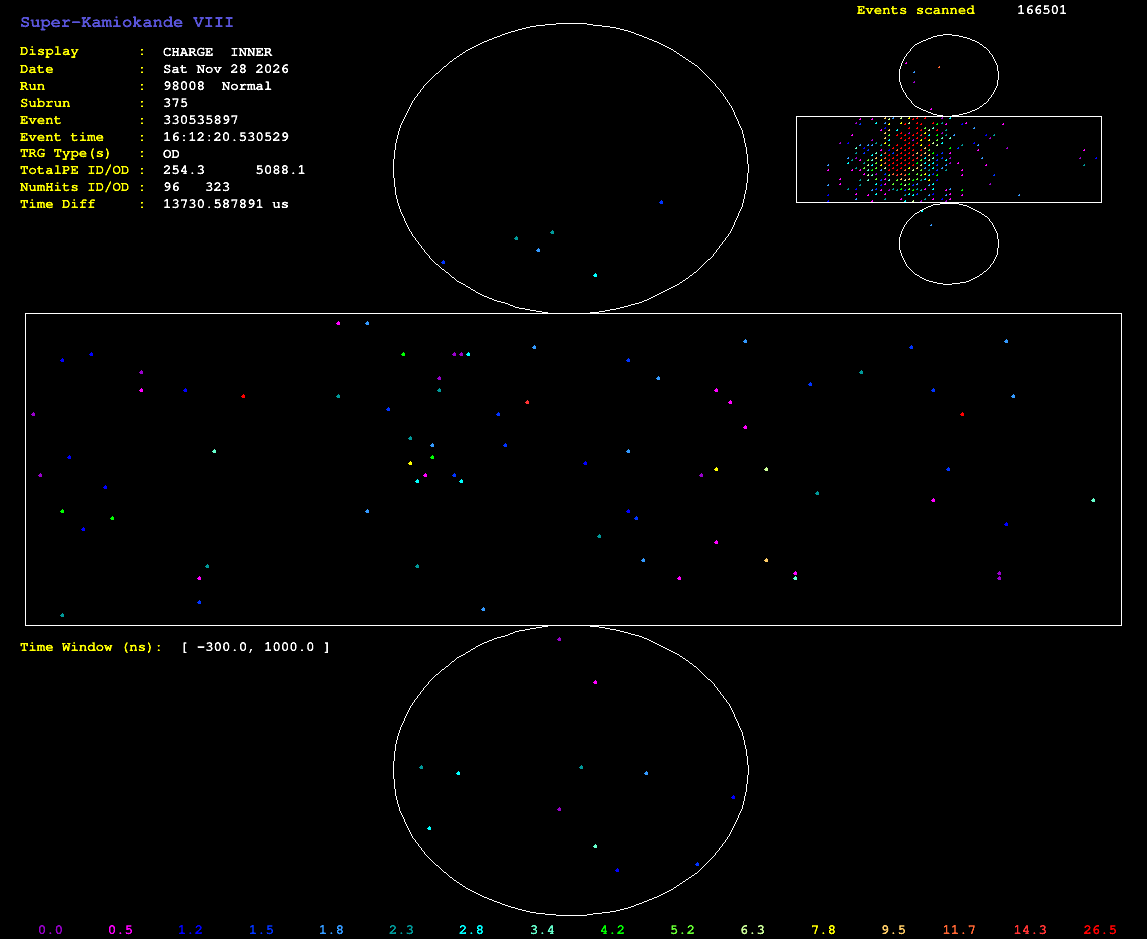 Super-Kamiokande VIII
Events scanned 166501
Display : CHARGE INNER
Date : Sat Nov 28 2026
Run : 98008 Normal
Subrun : 375
Event : 330535897
Event time : 16:12:20.530529
TRG Type(s) : OD
TotalPE ID/OD : 254.3 5088.1
NumHits ID/OD : 96 323
Time Diff : 13730.587891 us
Time Window (ns): [ -300.0, 1000.0 ]
0.0 0.5 1.2 1.5 1.8 2.3 2.8 3.4 4.2 5.2 6.3 7.8 9.5 11.7 14.3 26.5